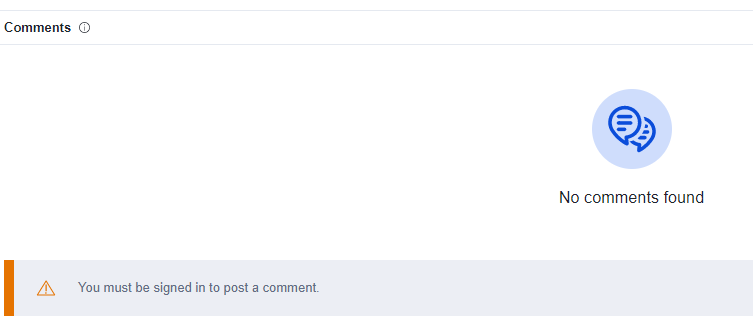 Comments
No comments found
You must be signed in to post a comment.